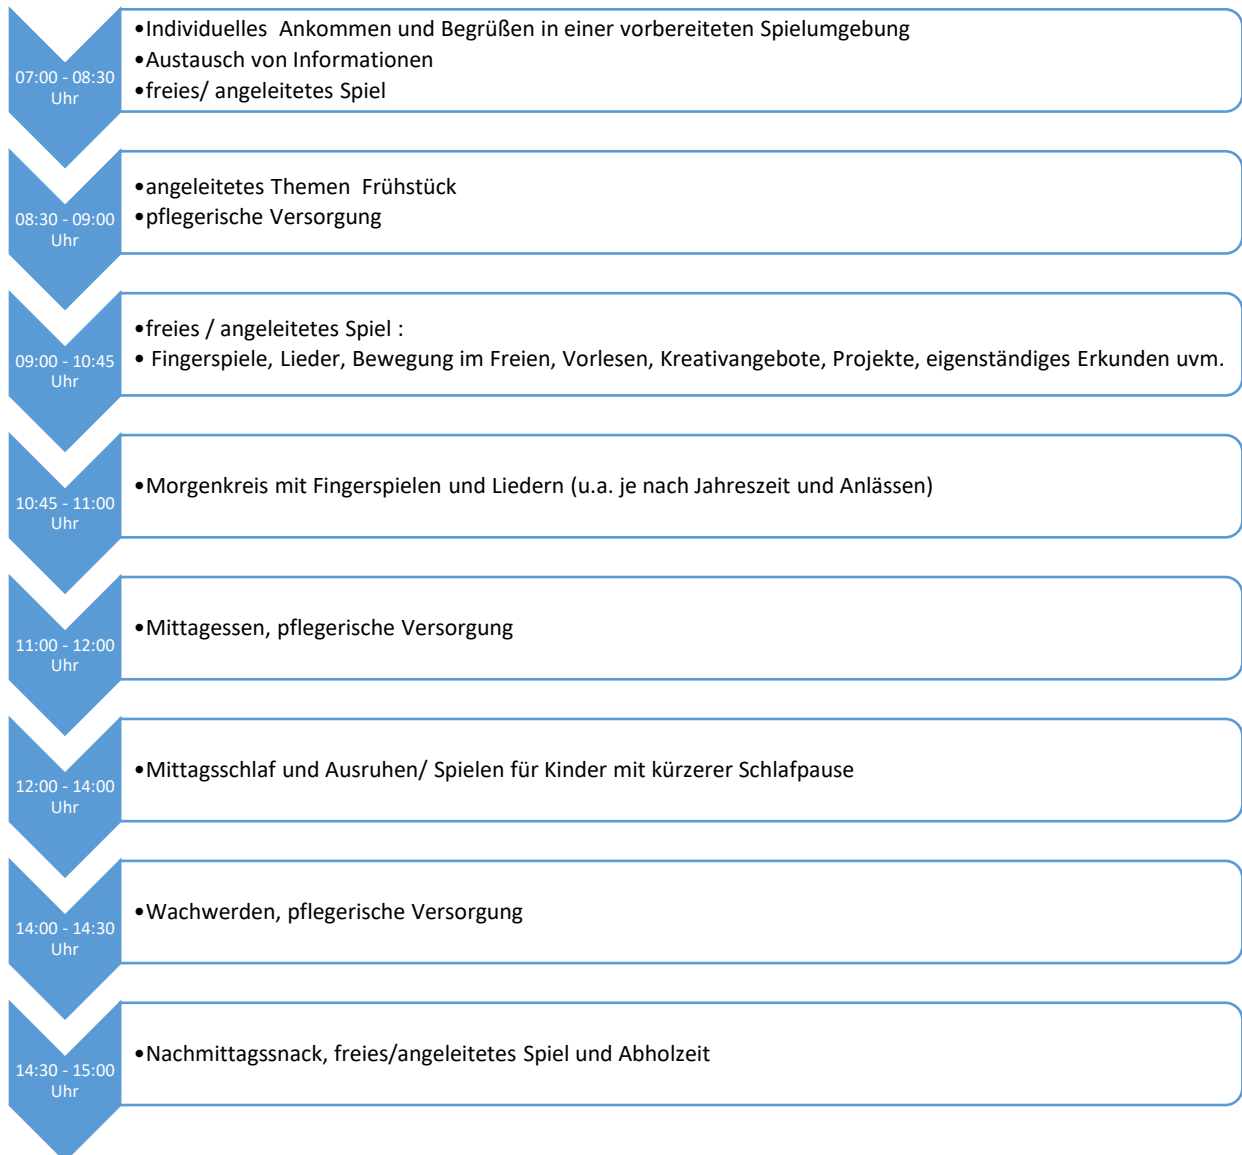 07:00 - 08:30
Uhr
•Individuelles  Ankommen und Begrüßen in einer vorbereiteten Spielumgebung
•Austausch von Informationen
•freies/ angeleitetes Spiel
08:30 - 09:00
Uhr
•angeleitetes Themen  Frühstück
•pflegerische Versorgung
09:00 - 10:45
Uhr
•freies / angeleitetes Spiel :
• Fingerspiele, Lieder, Bewegung im Freien, Vorlesen, Kreativangebote, Projekte, eigenständiges Erkunden uvm.
10:45 - 11:00
Uhr
•Morgenkreis mit Fingerspielen und Liedern (u.a. je nach Jahreszeit und Anlässen)
11:00 - 12:00
Uhr
•Mittagessen, pflegerische Versorgung
12:00 - 14:00
Uhr
•Mittagsschlaf und Ausruhen/ Spielen für Kinder mit kürzerer Schlafpause
14:00 - 14:30
Uhr
•Wachwerden, pflegerische Versorgung
14:30 - 15:00
Uhr
•Nachmittagssnack, freies/angeleitetes Spiel und Abholzeit